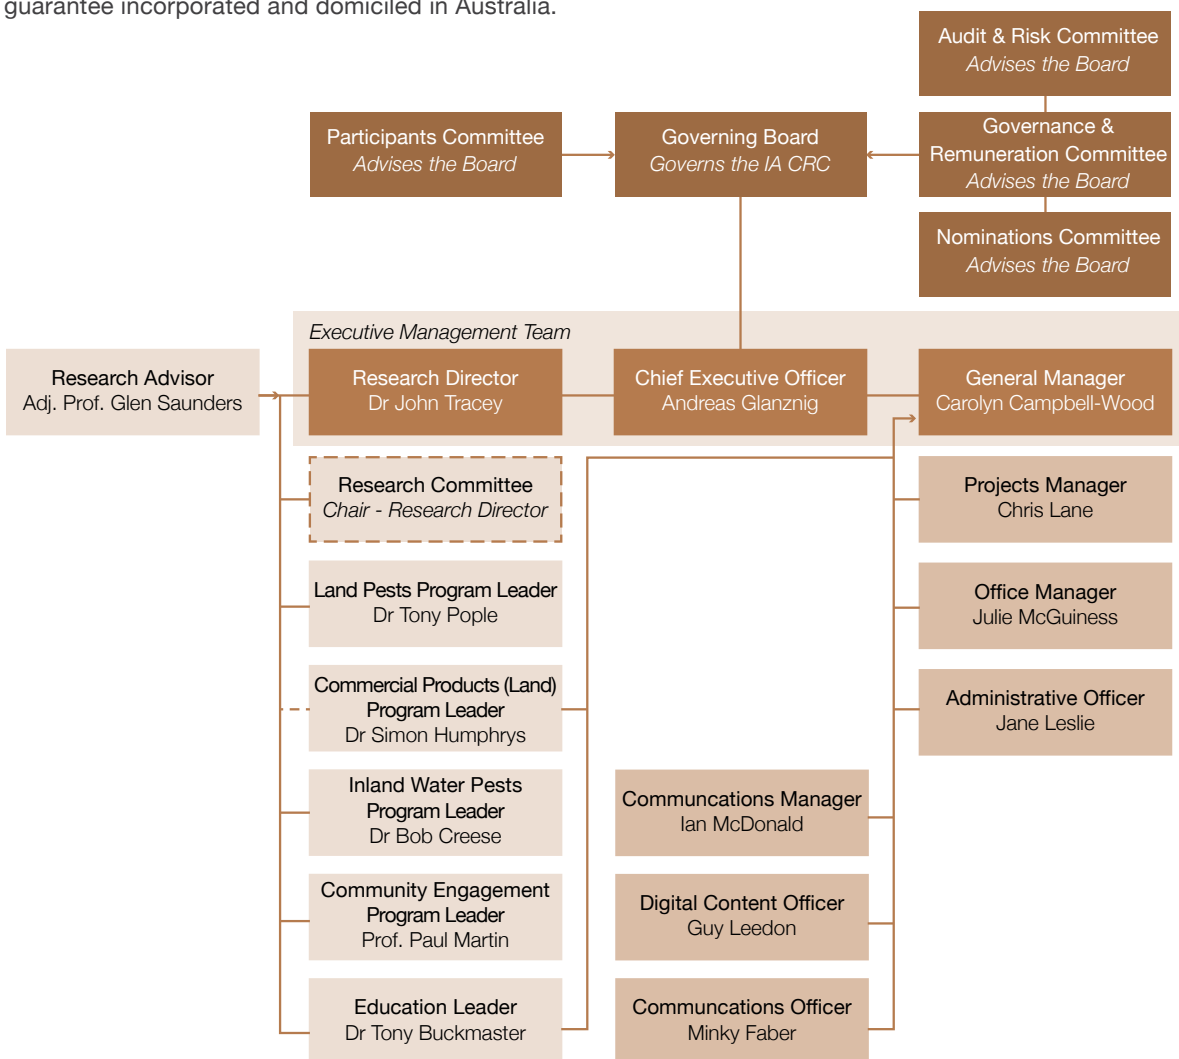 guarantee incorporated and domiciled in Australia.
Audit & Risk Committee
Advises the Board
Participants Committee
Advises the Board
Governing Board
Governs the IA CRC
Governance &
Remuneration Committee
Advises the Board
Nominations Committee
Advises the Board
Executive Management Team
Research Advisor
Adj. Prof. Glen Saunders
Research Director
Dr John Tracey
Chief Executive Officer
Andreas Glanznig
General Manager
Carolyn Campbell-Wood
Research Committee
Chair - Research Director
Projects Manager
Chris Lane
Land Pests Program Leader
Dr Tony Pople
Office Manager
Julie McGuiness
Commercial Products (Land)
Program Leader
Dr Simon Humphrys
Administrative Officer
Jane Leslie
Inland Water Pests
Program Leader
Dr Bob Creese
Communcations Manager
Ian McDonald
Community Engagement
Program Leader
Prof. Paul Martin
Digital Content Officer
Guy Leedon
Education Leader
Dr Tony Buckmaster
Communcations Officer
Minky Faber